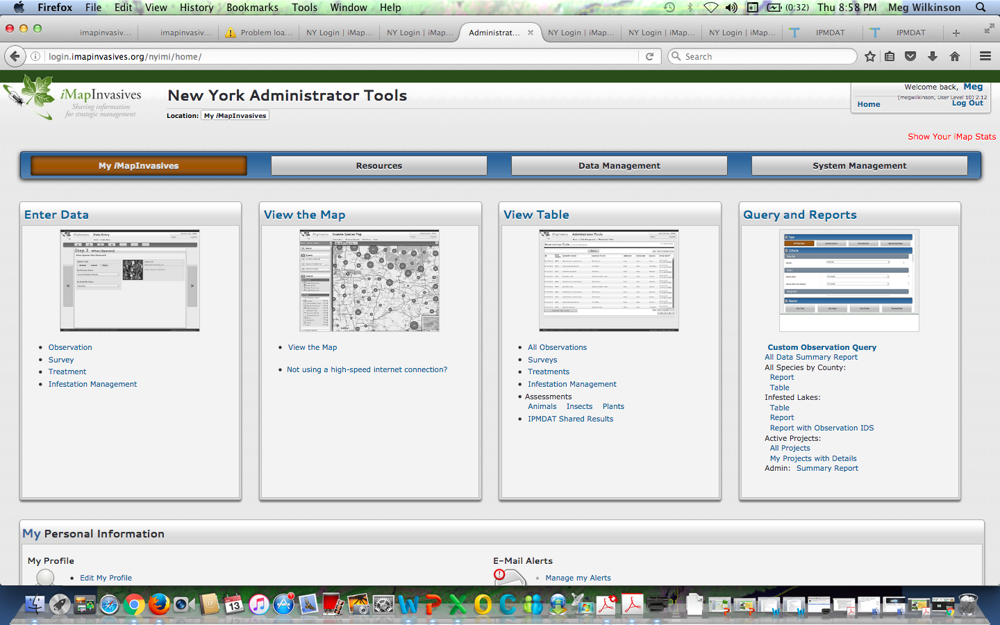 Firefox File Edit View History Bookmarks Tools Window Help (0:32) Thu 8:58 PM Meg Wilkinson
imapinvasiv... imapinvasiv... Problem loa... NY Login | iMap... NY Login | iMap... Administrat... NY Login | iMap... NY Login | iMap... NY Login | iMap... IPMDAT IPMDAT
login.imapinvasives.org/nyimi/home/ Search
iMapInvasives
Sharing information
for strategic management
New York Administrator Tools
Location: My iMapInvasives
Welcome back, Meg
(megwilkinson, User Level 10) 2.12
Home Log Out
Show Your iMap Stats
My iMapInvasives Resources Data Management System Management
Enter Data
Observation
Survey
Treatment
Infestation Management
View the Map
View the Map
Not using a high-speed internet connection?
View Table
All Observations
Surveys
Treatments
Infestation Management
Assessments
Animals Insects Plants
IPMDAT Shared Results
Query and Reports
Custom Observation Query
All Data Summary Report
All Species by County:
Report
Table
Infested Lakes:
Table
Report
Report with Observation IDS
Active Projects:
All Projects
My Projects with Details
Admin: Summary Report
My Personal Information
My Profile
Edit My Profile
E-Mail Alerts
Manage my Alerts